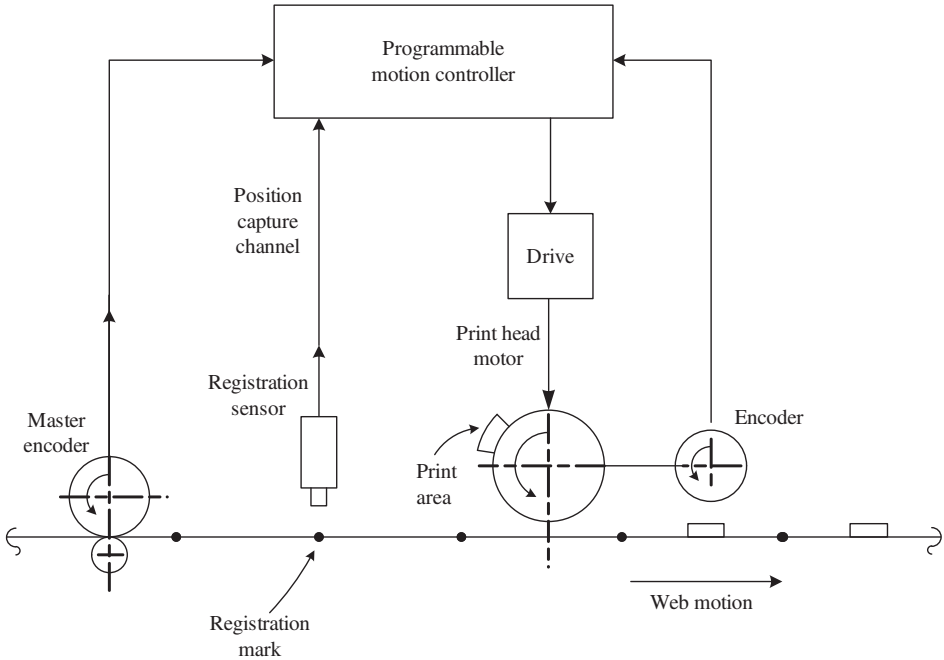 Programmable
motion controller
Position
capture
channel
Drive
Print head
motor
Registration
sensor
Master
encoder
Encoder
Print
area
Web motion
Registration
mark